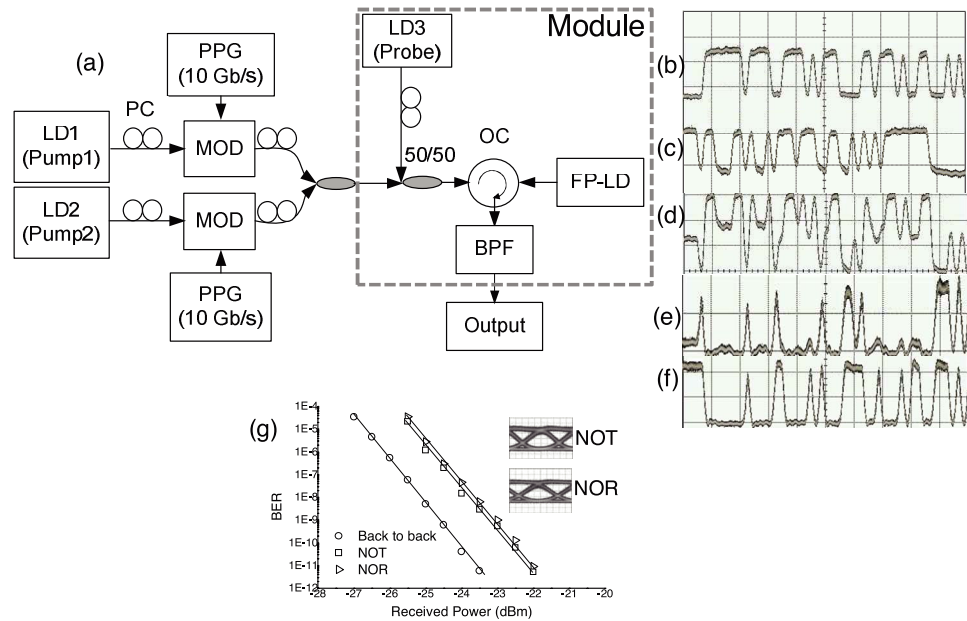 Module
LD3
(Probe)
PPG
(10 Gb/s)
(a)
(b)
PC
LD1
(Pump1)
MOD
50/50
OC
FP-LD
(c)
LD2
(Pump2)
MOD
(d)
BPF
PPG
(10 Gb/s)
Output
(e)
(f)
(g)
1E-4
1E-5
1E-6
1E-7
1E-8
1E-9
1E-10
1E-11
1E-12
BER
NOT
NOR
Back to back
NOT
NOR
-28 -27 -26 -25 -24 -23 -22 -21 -20
Received Power (dBm)